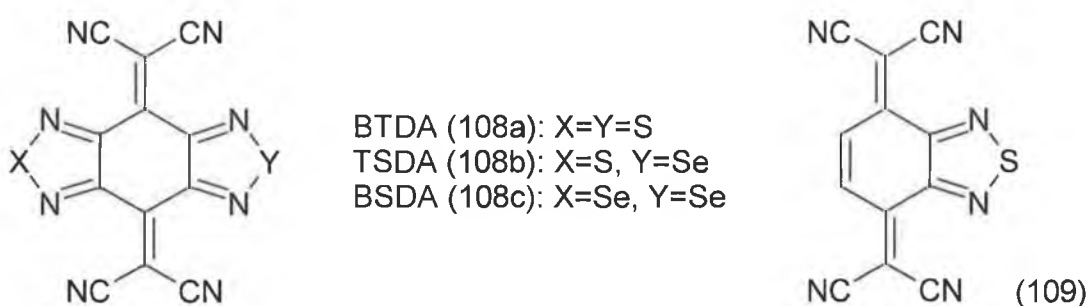 NC CN NC CN
N N N
X Y BTDA (108a): X=Y=S S
TSDA (108b): X=S, Y=Se
N N BSDA (108c): X=Se, Y=Se N
NC CN NC CN (109)